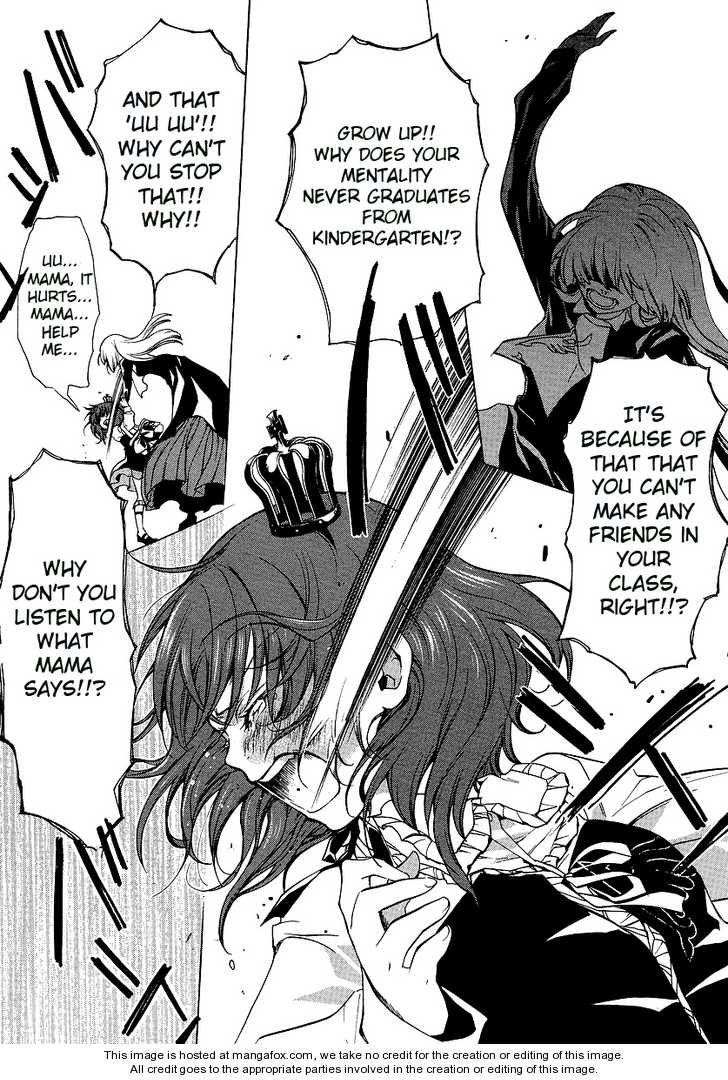 GROW UP!!
WHY DOES YOUR
MENTALITY
NEVER GRADUATES
FROM
KINDERGARTEN!?
IT'S
BECAUSE OF
THAT THAT
YOU CAN'T
MAKE ANY
FRIENDS IN
YOUR
CLASS,
RIGHT!!?
AND THAT
'UU UU'!!
WHY CAN'T
YOU STOP
THAT!!
WHY!!
UU...
MAMA, IT
HURTS...
MAMA...
HELP
ME...
WHY
DON'T YOU
LISTEN TO
WHAT
MAMA
SAYS!!?
This image is hosted at mangafox.com, we take no credit for the creation or editing of this image.
All credit goes to the appropriate parties involved in the creation or editing of this image.